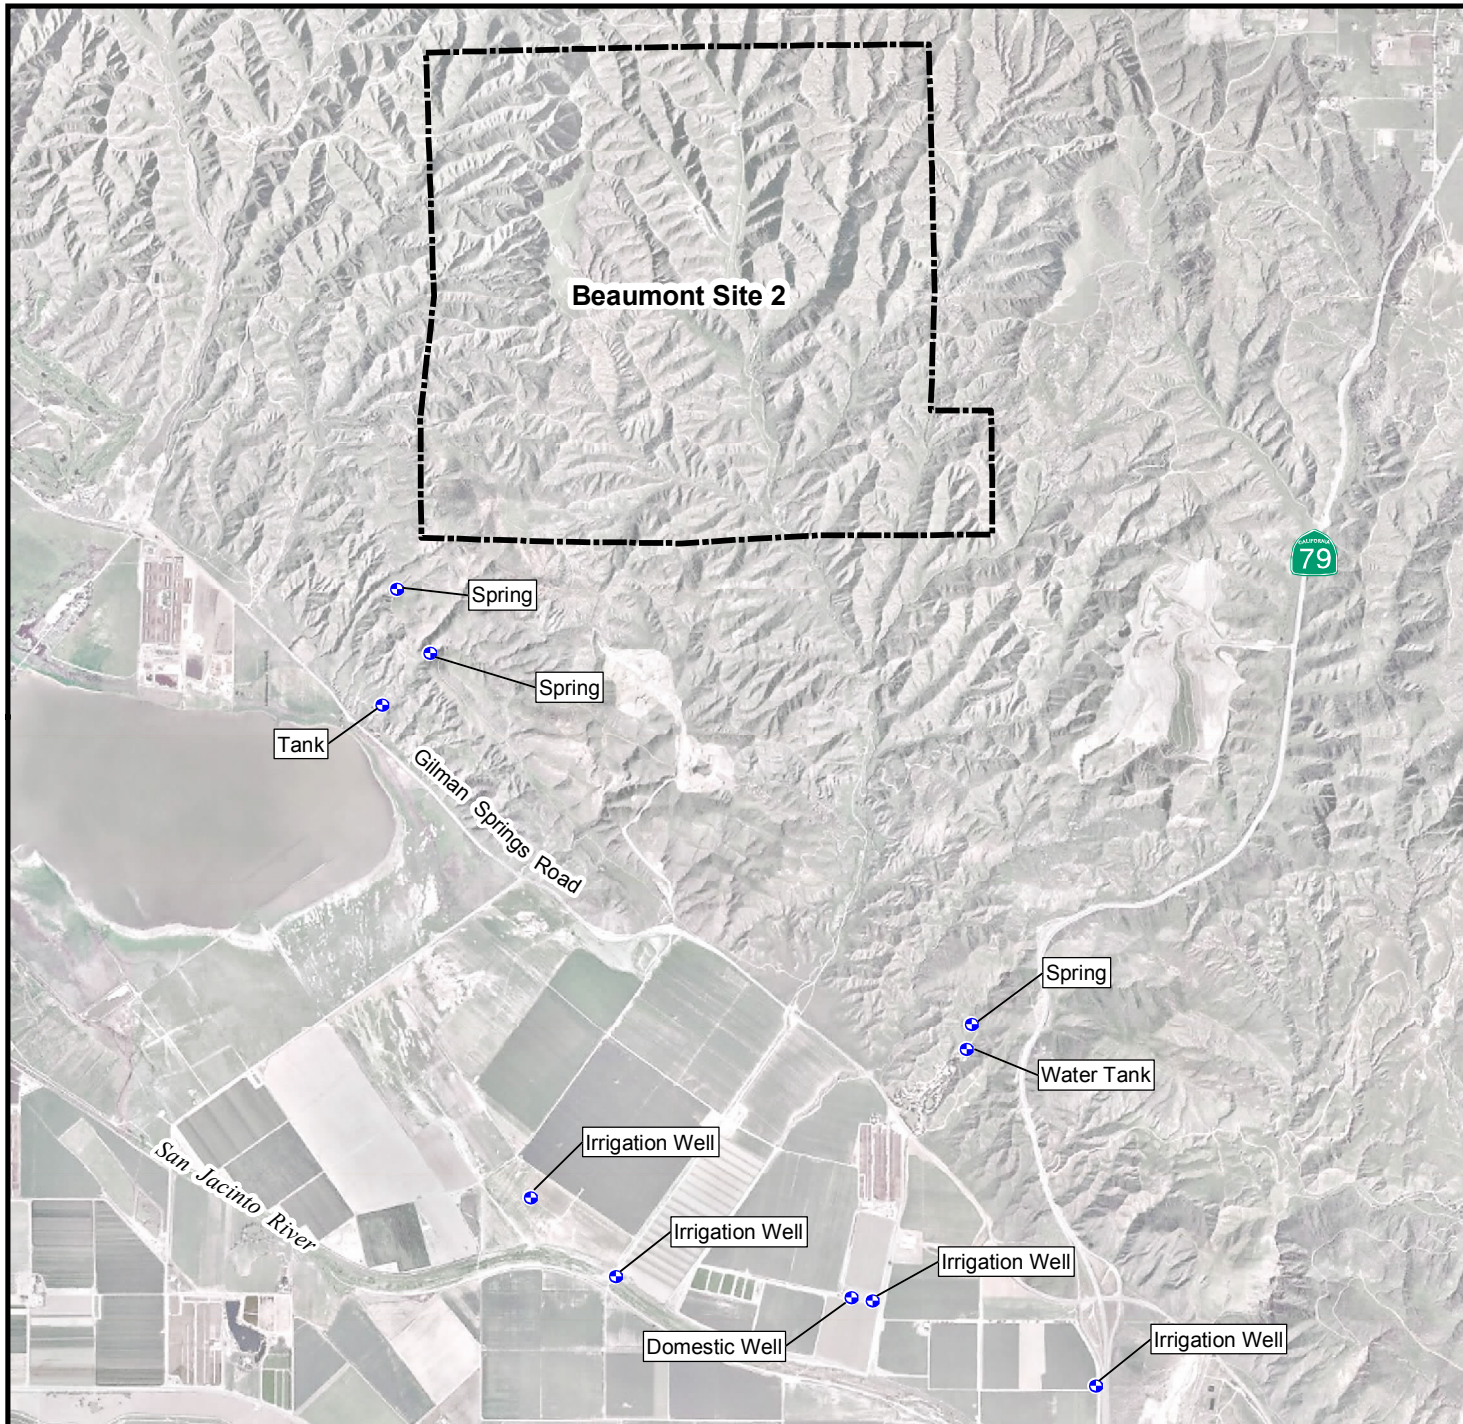 Beaumont Site 2
CALIFORNIA
79
Spring
Spring
Tank
Gilman Springs Road
Spring
Water Tank
Irrigation Well
San Jacinto River
Irrigation Well
Irrigation Well
Domestic Well
Irrigation Well